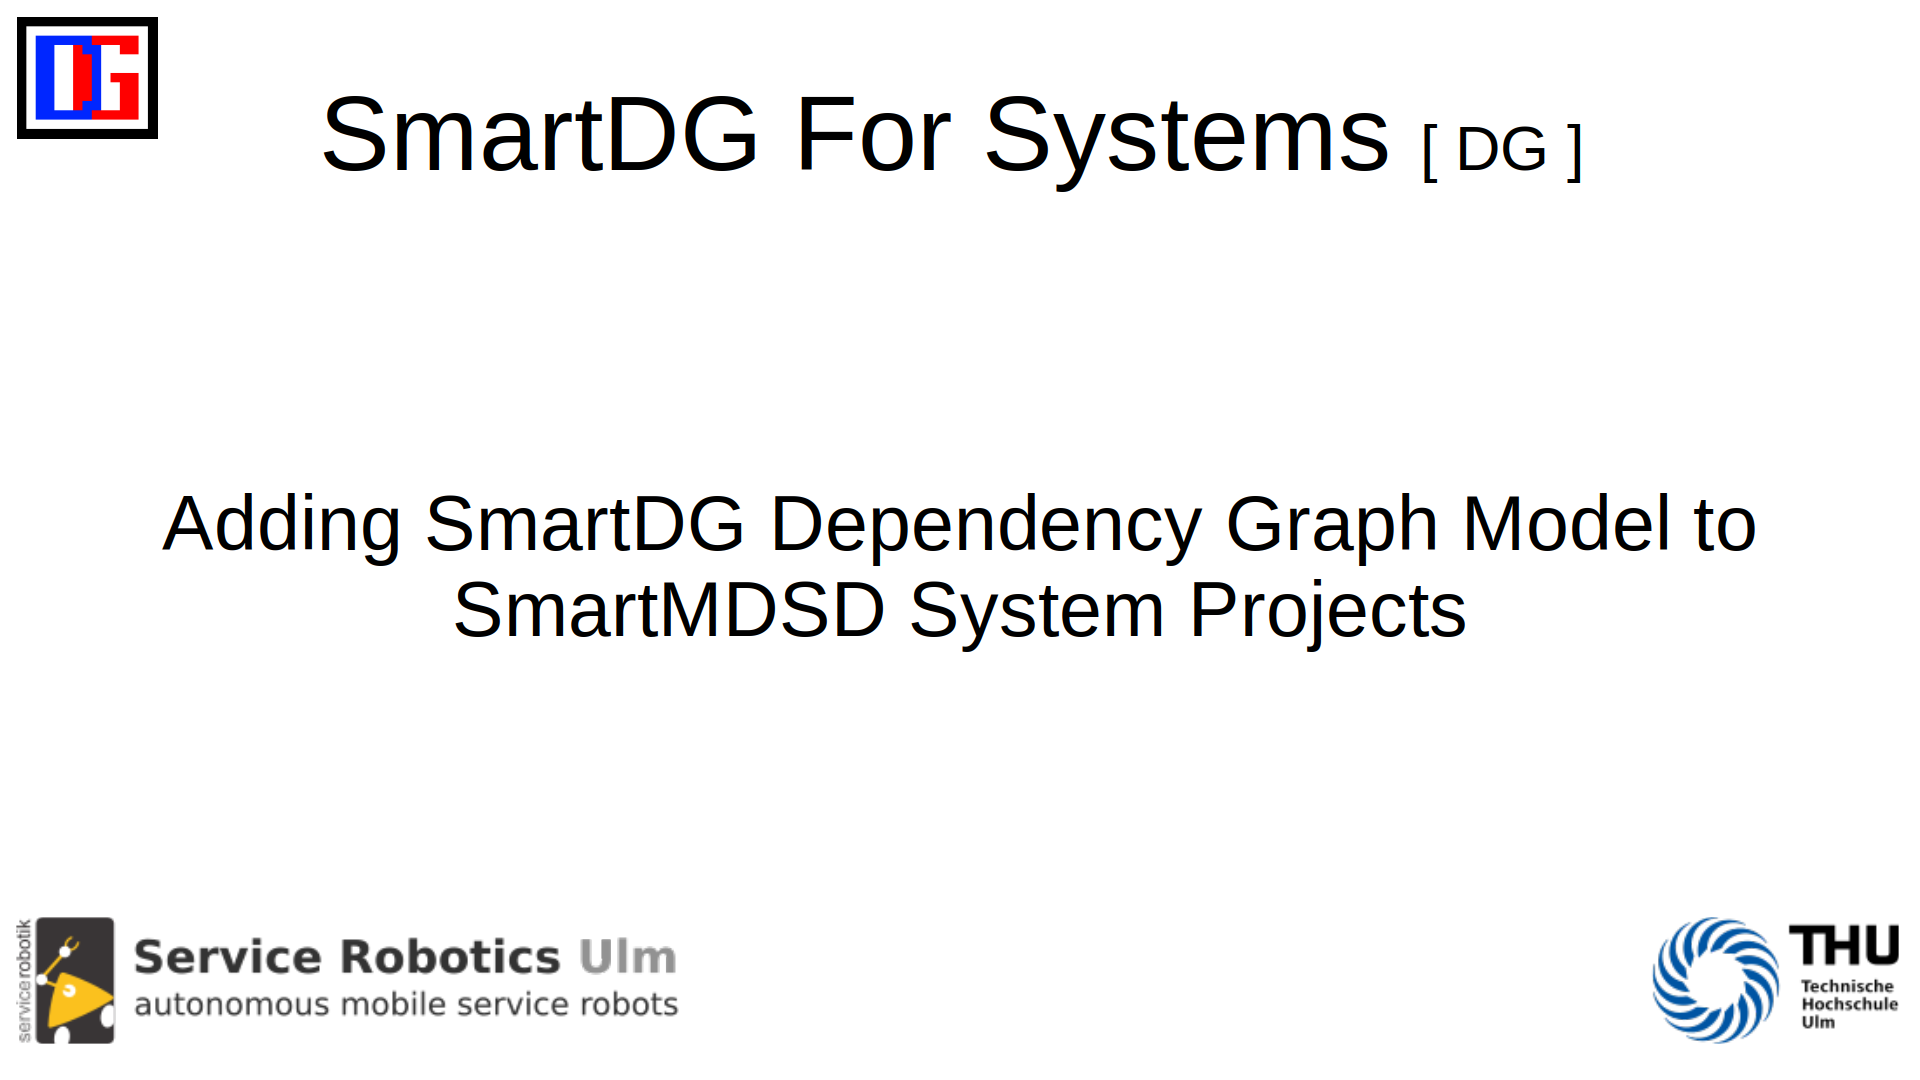 DG
SmartDG For Systems [ DG ]
Adding SmartDG Dependency Graph Model to
SmartMDSD System Projects
servicerobotik
Service Robotics Ulm
autonomous mobile service robots
THU
Technische
Hochschule
Ulm